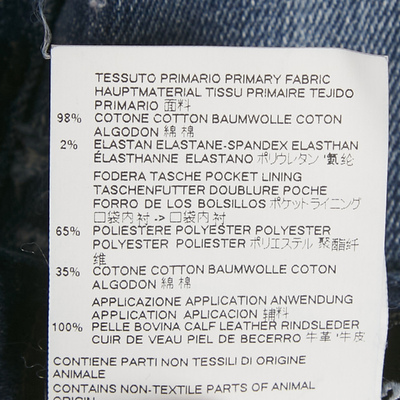 TESSUTO PRIMARIO PRIMARY FABRIC
HAUPTMATERIAL TISSU PRIMAIRE TEJIDO
PRIMARIO 面料
98% COTONE COTTON BAUMWOLLE COTON
ALGODON 綿 棉
2% ELASTAN ELASTANE-SPANDEX ELASTHAN
ÉLASTHANNE ELASTANO ポリウレタン '氨纶
FODERA TASCHE POCKET LINING
TASCHENFUTTER DOUBLURE POCHE
FORRO DE LOS BOLSILLOS ポケット・ライニング
口袋内衬 -> 口袋内衬
65% POLIESTERE POLYESTER POLYESTER
POLYESTER POLIESTER ポリエステル 聚酯纤
维
35% COTONE COTTON BAUMWOLLE COTON
ALGODON 綿 棉
APPLICAZIONE APPLICATION ANWENDUNG
APPLICATION APLICACION 辅料
100% PELLE BOVINA CALF LEATHER RINDSLEDER
CUIR DE VEAU PIEL DE BECERRO 牛革 '牛皮
CONTIENE PARTI NON TESSILI DI ORIGINE
ANIMALE
CONTAINS NON-TEXTILE PARTS OF ANIMAL
ORIGIN